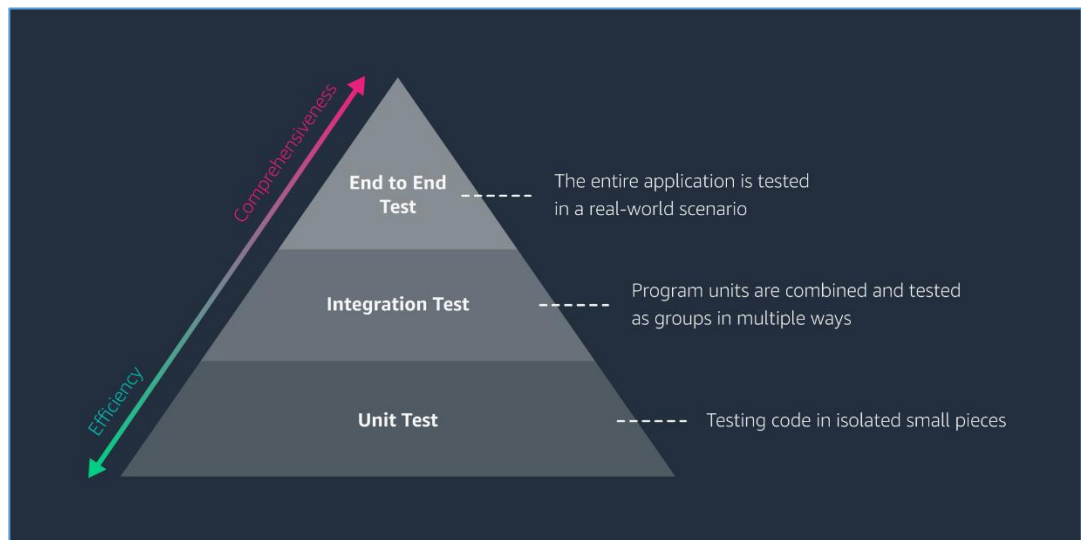 Comprehensiveness
Efficiency
End to End
Test
The entire application is tested
in a real-world scenario
Integration Test
Program units are combined and tested
as groups in multiple ways
Unit Test
Testing code in isolated small pieces